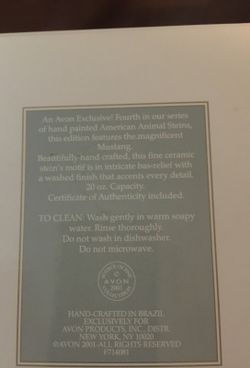 An Avon Exclusive! Fourth in our series
of hand painted American Animal Steins,
this edition features the magnificent
Mustang.
Beautifully hand crafted, this fine ceramic
stein's motif is in intricate bas-relief with
a washed finish that accents every detail.
20 oz. Capacity.
Certificate of Authenticity included.
TO CLEAN: Wash gently in warm soapy
water. Rinse thoroughly.
Do not wash in dishwasher.
Do not microwave.
©
AVON
2001
HAND-CRAFTED IN BRAZIL
EXCLUSIVELY FOR
AVON PRODUCTS, INC., DISTR.
NEW YORK, NY 10020
©AVON 2001-ALL RIGHTS RESERVED
#714081